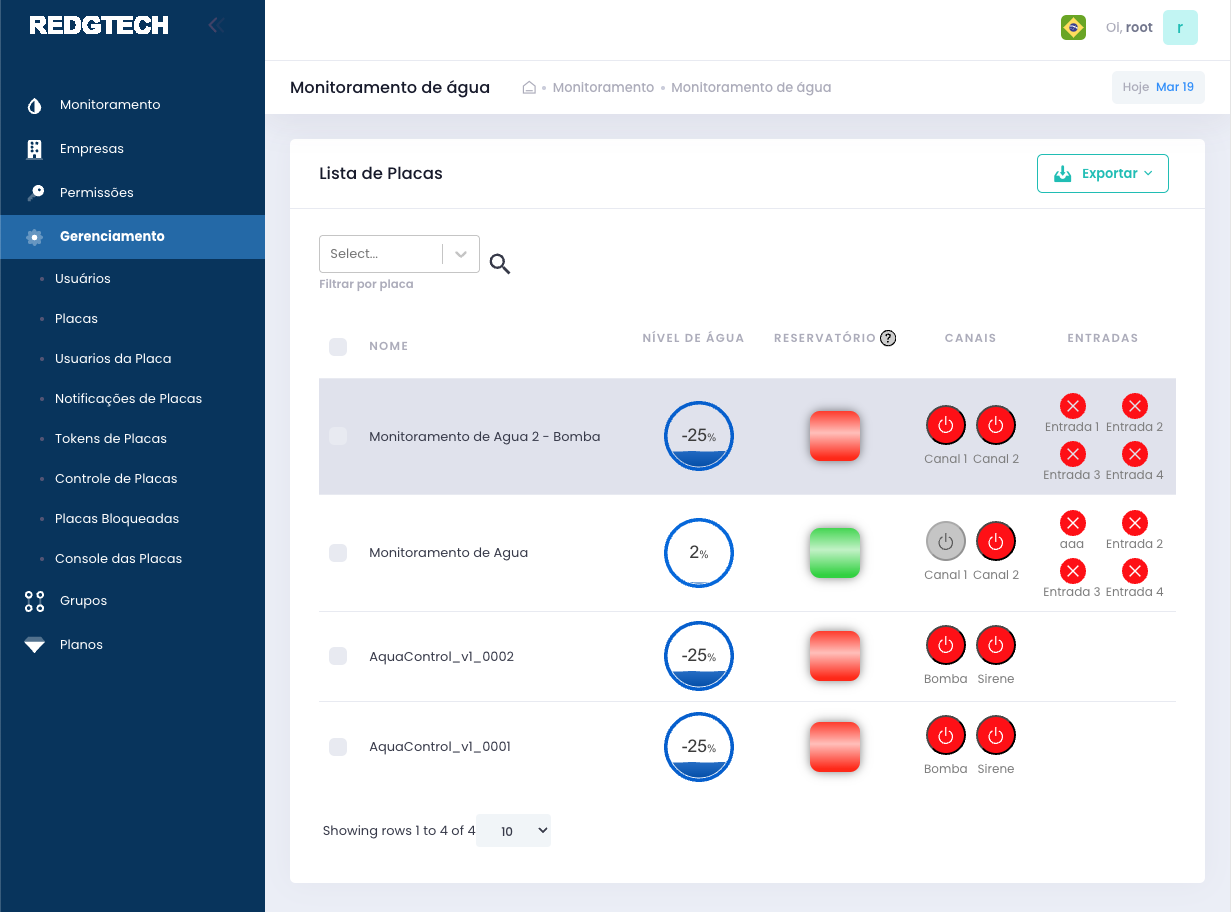 REDGTECH
Ol, root
r
Monitoramento de água
Monitoramento • Monitoramento de água
Hoje Mar 19
Monitoramento
Empresas
Permissões
Gerenciamento
Usuários
Placas
Usuarios da Placa
Notificações de Placas
Tokens de Placas
Controle de Placas
Placas Bloqueadas
Console das Placas
Grupos
Planos
Lista de Placas
Exportar
Select...
Filtrar por placa
NOME NÍVEL DE ÁGUA RESERVATÓRIO ? CANAIS ENTRADAS
Monitoramento de Agua 2 - Bomba -25%
Canal 1 Canal 2
Entrada 1 Entrada 2
Entrada 3 Entrada 4
Monitoramento de Agua 2%
Canal 1 Canal 2
aaa Entrada 2
Entrada 3 Entrada 4
AquaControl_v1_0002 -25%
Bomba Sirene
AquaControl_v1_0001 -25%
Bomba Sirene
Showing rows 1 to 4 of 4 10